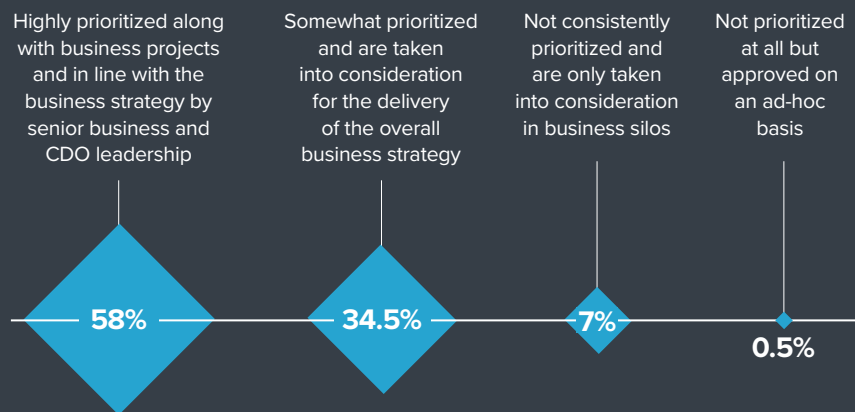 Highly prioritized along
with business projects
and in line with the
business strategy by
senior business and
CDO leadership
Somewhat prioritized
and are taken
into consideration
for the delivery
of the overall
business strategy
Not consistently
prioritized and
are only taken
into consideration
in business silos
Not prioritized
at all but
approved on
an ad-hoc
basis
58%
34.5%
7%
0.5%